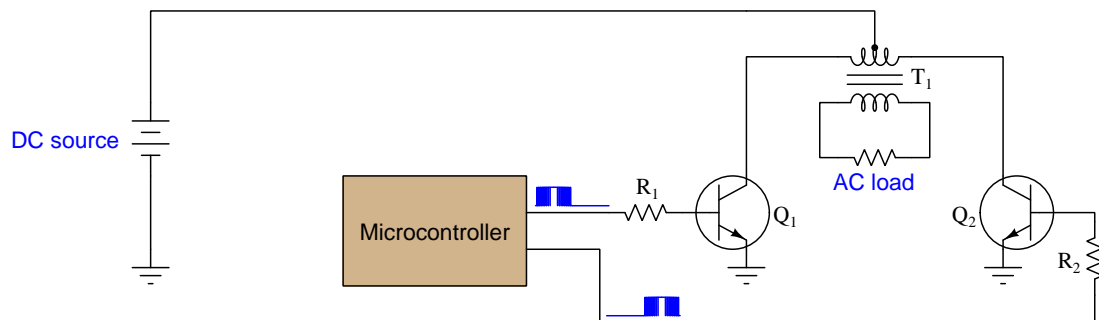 T1
DC source
AC load
R1
Microcontroller
Q1
Q2
R2